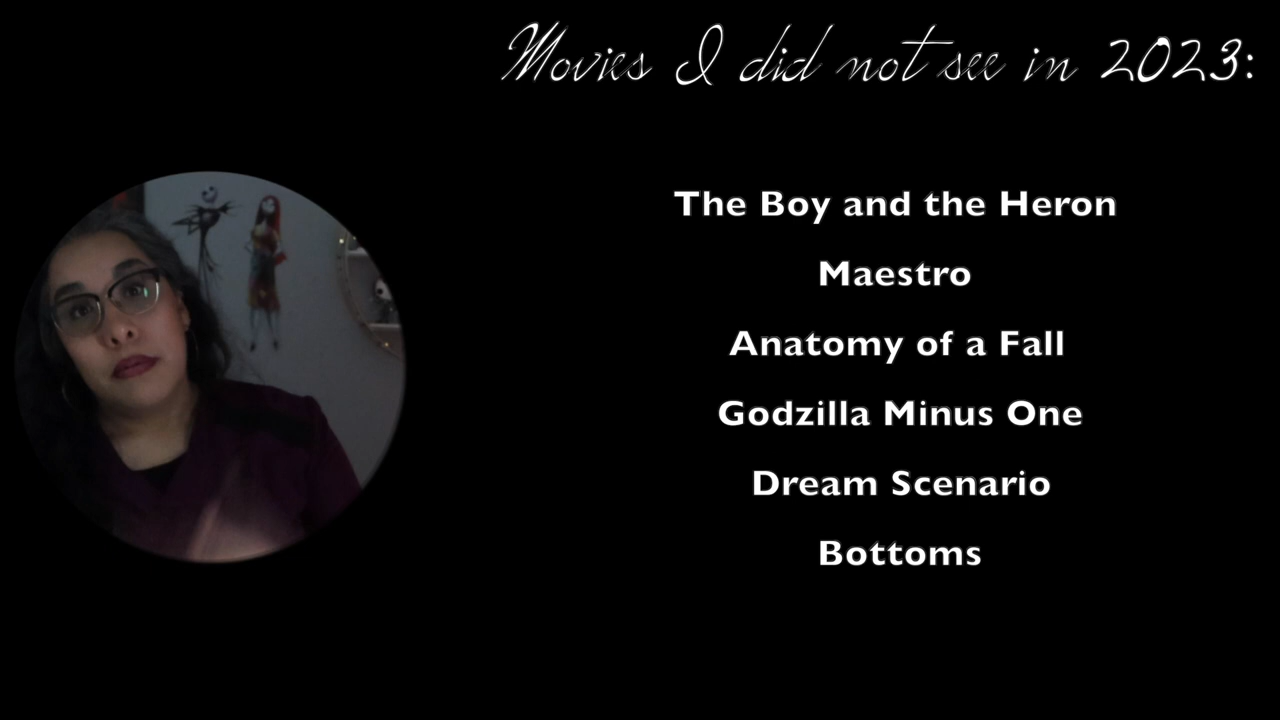 Movies I did not see in 2023:
The Boy and the Heron
Maestro
Anatomy of a Fall
Godzilla Minus One
Dream Scenario
Bottoms